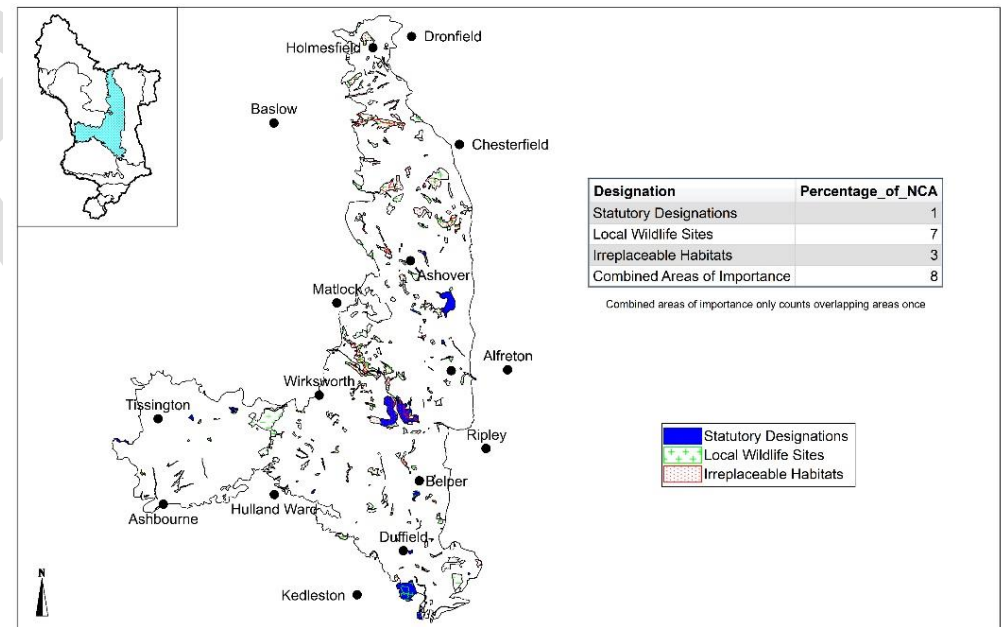 Dronfield
Holmesfield
Baslow
Chesterfield
Designation Percentage_of_NCA
Statutory Designations 1
Local Wildlife Sites 7
Irreplaceable Habitats 3
Combined Areas of Importance 8
Combined areas of importance only counts overlapping areas once
Ashover
Matlock
Alfreton
Wirksworth
Tissington
Ripley
Statutory Designations
Local Wildlife Sites
Irreplaceable Habitats
Belper
Hulland Ward
Ashbourne
Duffield
N
Kedleston